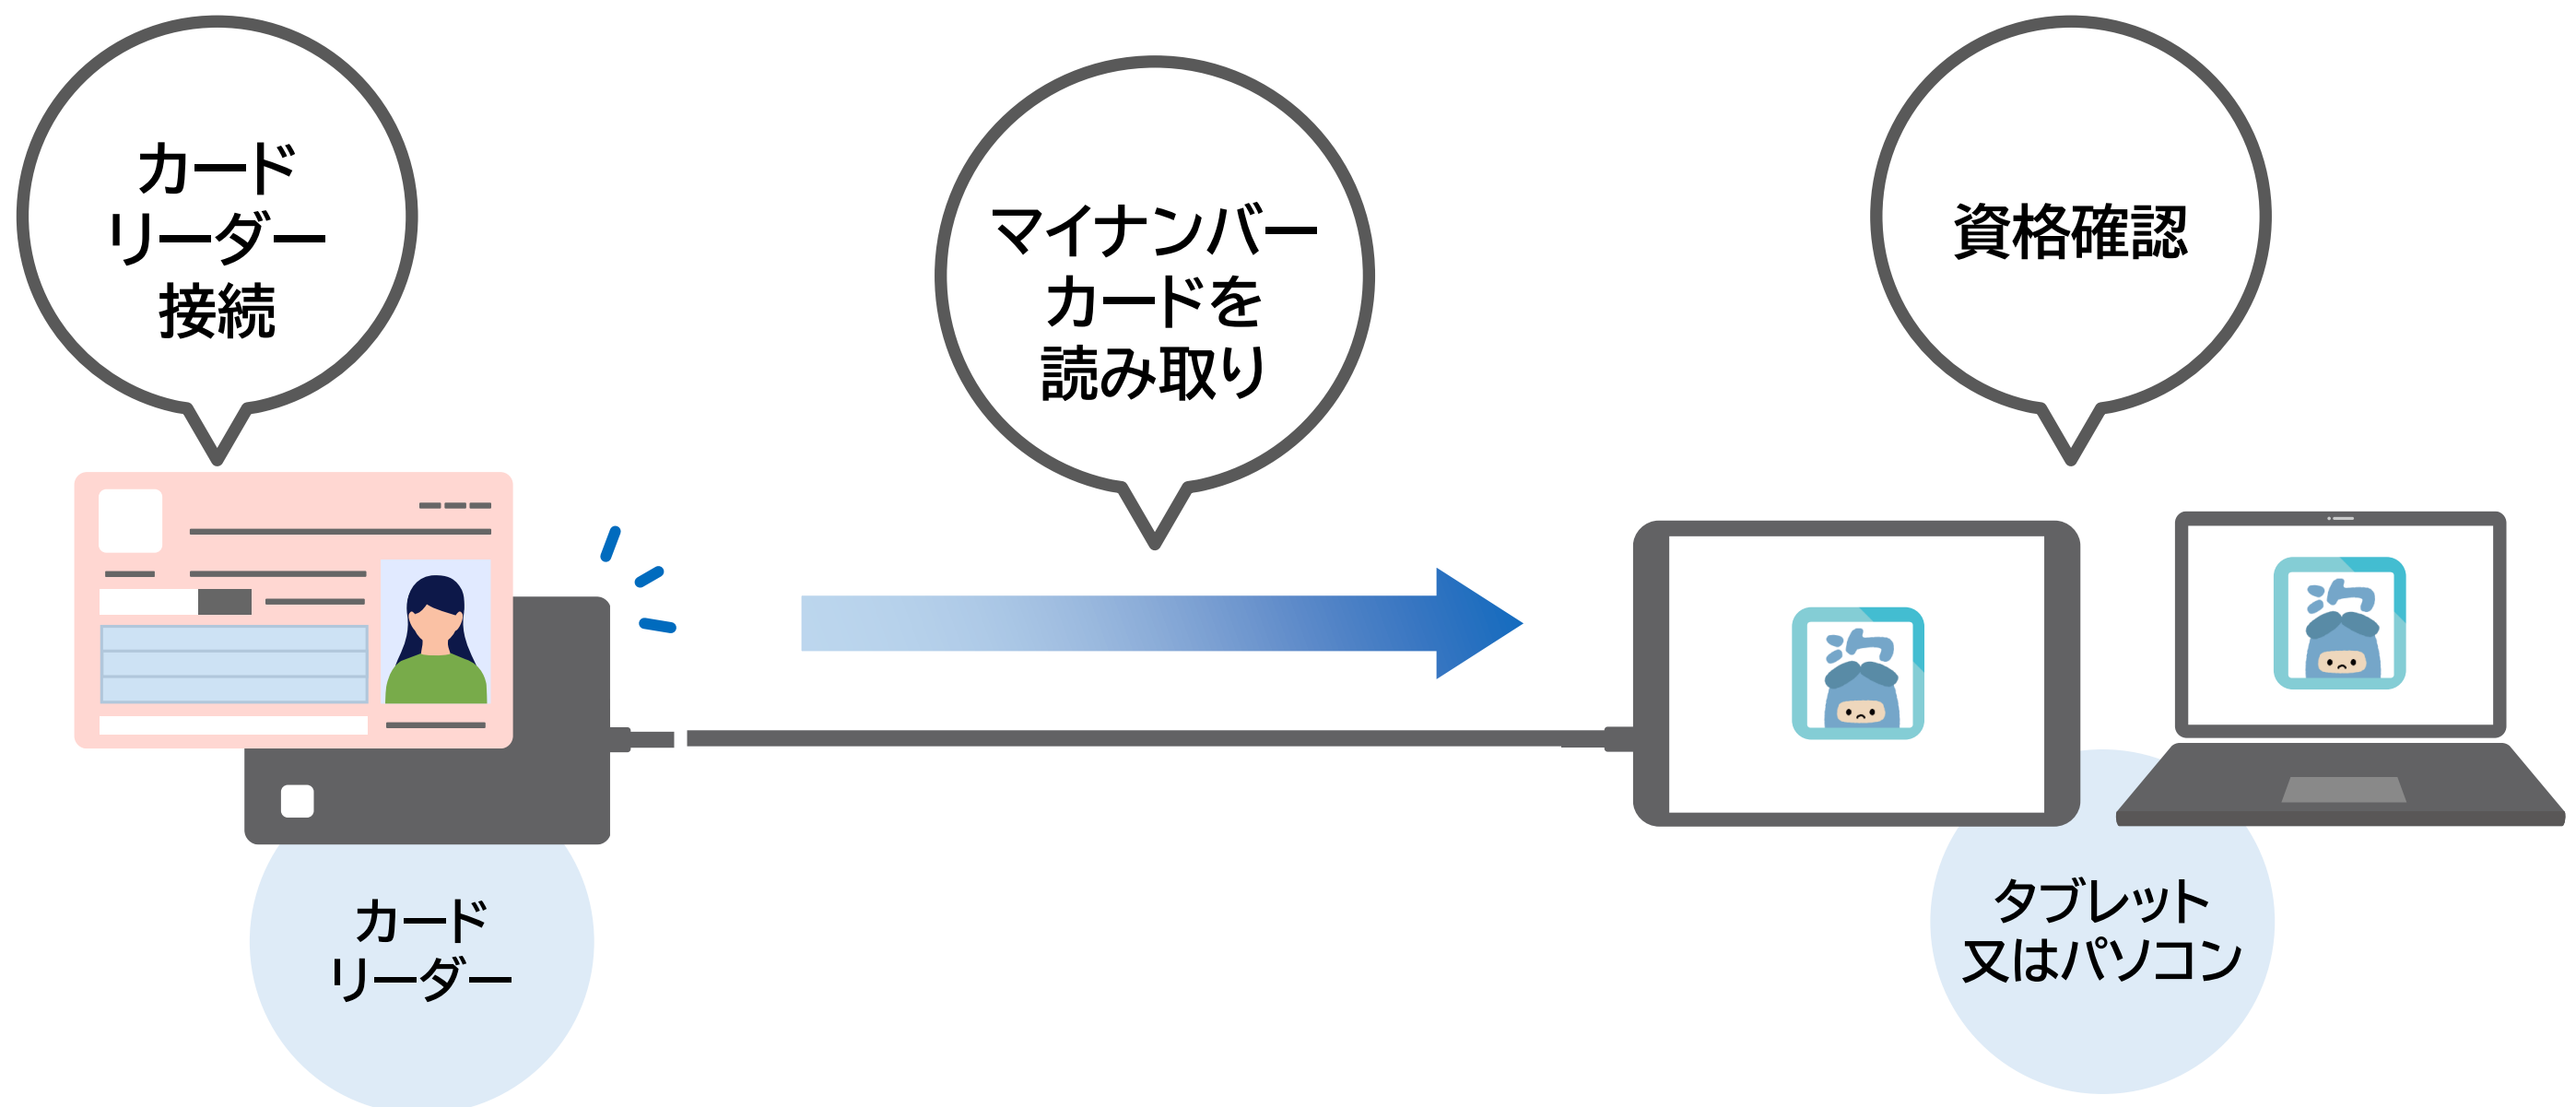 カード
リーダー
接続
マイナンバー
カードを
読み取り
資格確認
カード
リーダー
タブレット
又はパソコン